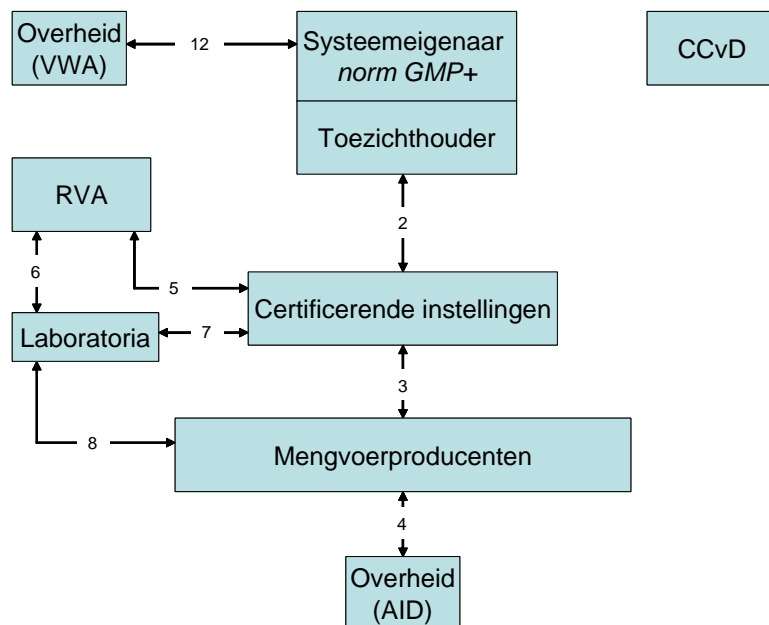 Overheid
(VWA)
12
Systeemeigenaar
norm GMP+
CCvD
Toezichthouder
RVA
2
6
5
Certificerende instellingen
Laboratoria
7
3
8
Mengvoerproducenten
4
Overheid
(AID)